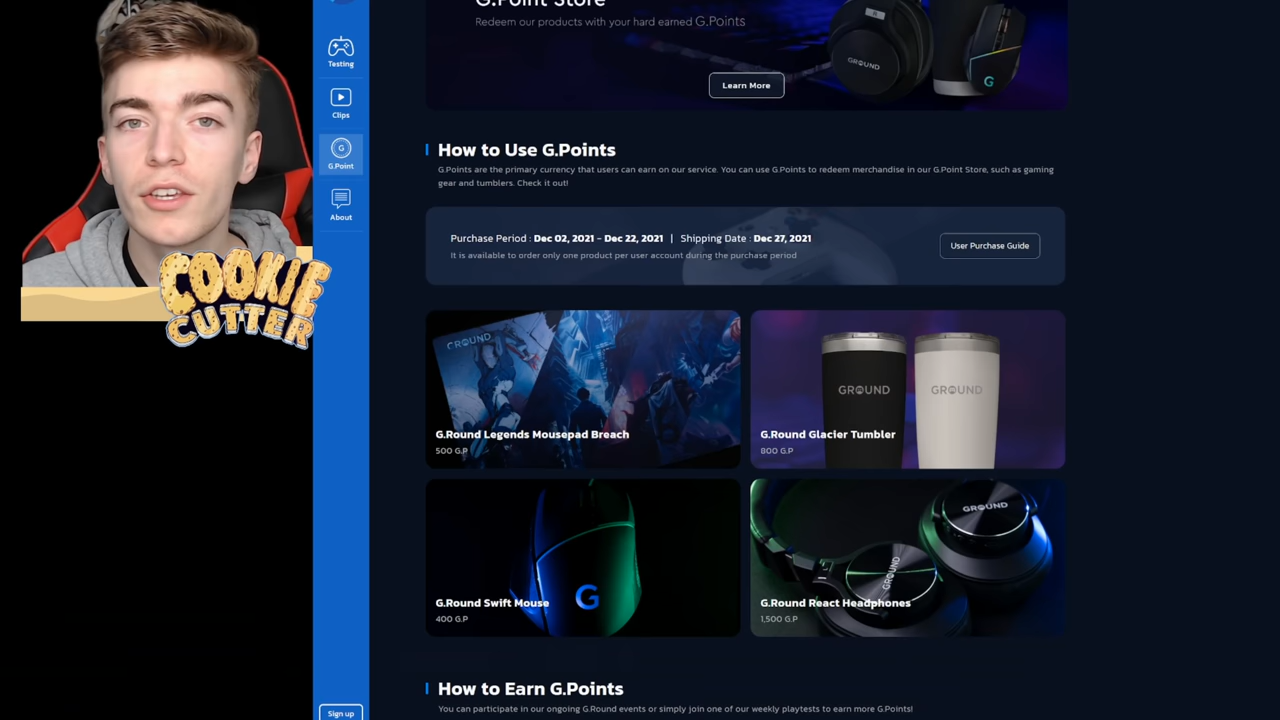 G.Point Store
Redeem our products with your hard earned G.Points
GROUND
G
Learn More
Testing
Clips
G
G.Point
About
How to Use G.Points
G.Points are the primary currency that users can earn on our service. You can use G.Points to redeem merchandise in our G.Point Store, such as gaming
gear and tumblers. Check it out!
Purchase Period : Dec 02, 2021 - Dec 22, 2021 | Shipping Date : Dec 27, 2021
It is available to order only one product per user account during the purchase period
User Purchase Guide
COOKIE
CUTTER
GROUND
G.Round Legends Mousepad Breach
500 G.P
GROUND
GROUND
G.Round Glacier Tumbler
800 G.P
G
G.Round Swift Mouse
400 G.P
GROUND
GROUND
G.Round React Headphones
1,500 G.P
How to Earn G.Points
You can participate in our ongoing G.Round events or simply join one of our weekly playtests to earn more G.Points!
Sign up